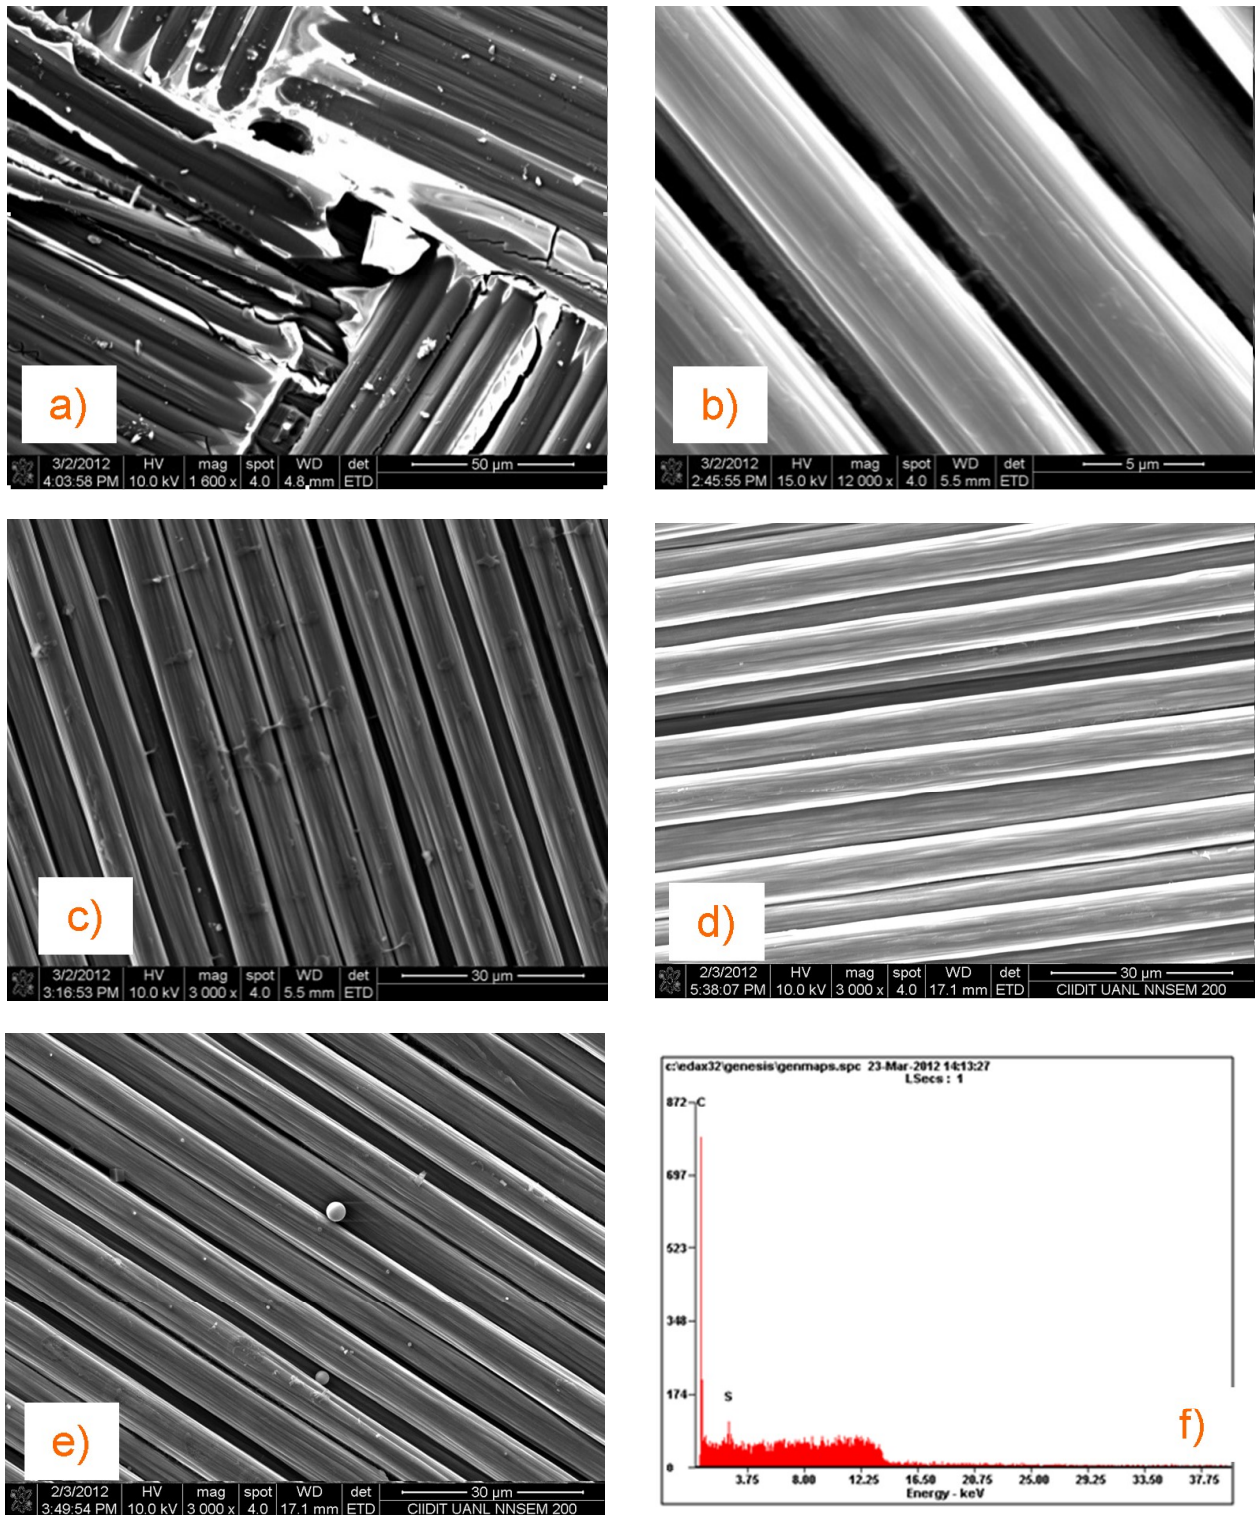 a)
3/2/2012 HV mag spot WD det 50 µm
4:03:58 PM 10.0 kV 1 600 x 4.0 4.8 mm ETD
b)
3/2/2012 HV mag spot WD det 5 µm
2:45:55 PM 15.0 kV 12 000 x 4.0 5.5 mm ETD
c)
3/2/2012 HV mag spot WD det 30 µm
3:16:53 PM 10.0 kV 3 000 x 4.0 5.5 mm ETD
d)
2/3/2012 HV mag spot WD det 30 µm
5:38:07 PM 10.0 kV 3 000 x 4.0 17.1 mm ETD CIIDIT UANL NNSEM 200
e)
2/3/2012 HV mag spot WD det 30 µm
3:49:54 PM 10.0 kV 3 000 x 4.0 17.1 mm ETD CIIDIT UANL NNSEM 200
c:\edax32\genesis\genmaps.spc 23-Mar-2012 14:13:27
LSecs : 1
872 C
697
523
348
174 S
f)
0
3.75 8.00 12.25 16.50 20.75 25.00 29.25 33.50 37.75
Energy - keV